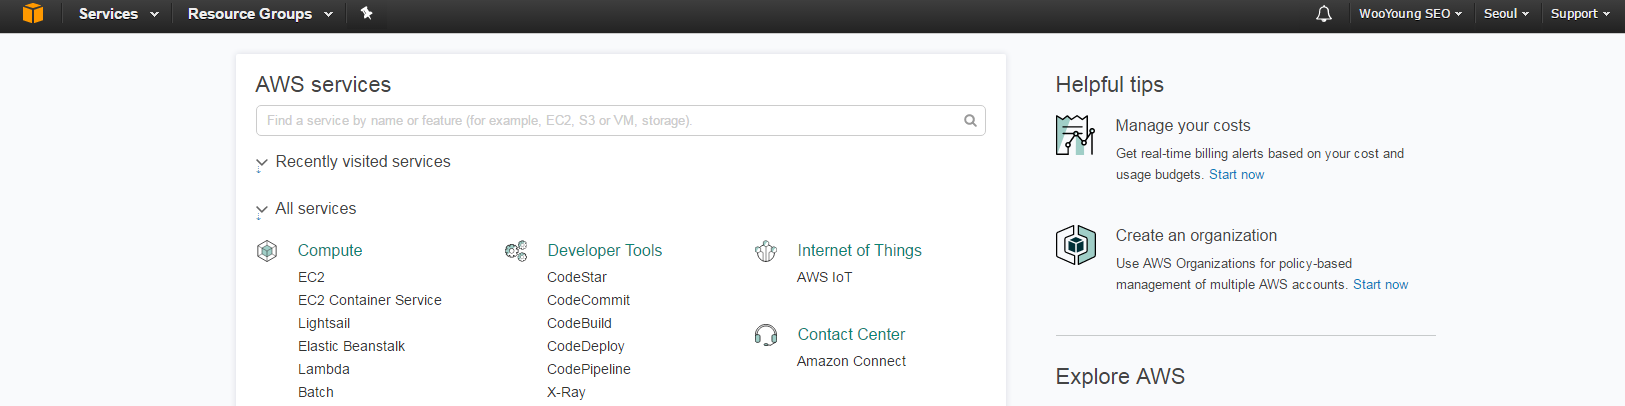 Services
Resource Groups
WooYoung SEO
Seoul
Support
AWS services
Find a service by name or feature (for example, EC2, S3 or VM, storage).
Recently visited services
All services
Compute
EC2
EC2 Container Service
Lightsail
Elastic Beanstalk
Lambda
Batch
Developer Tools
CodeStar
CodeCommit
CodeBuild
CodeDeploy
CodePipeline
X-Ray
Internet of Things
AWS IoT
Contact Center
Amazon Connect
Helpful tips
Manage your costs
Get real-time billing alerts based on your cost and
usage budgets. Start now
Create an organization
Use AWS Organizations for policy-based
management of multiple AWS accounts. Start now
Explore AWS